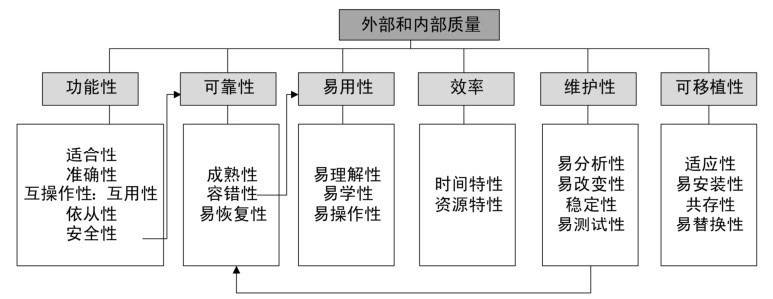 外部和内部质量
功能性
可靠性
易用性
效率
维护性
可移植性
适合性
准确性
互操作性：互用性
依从性
安全性
成熟性
容错性
易恢复性
易理解性
易学性
易操作性
时间特性
资源特性
易分析性
易改变性
稳定性
易测试性
适应性
易安装性
共存性
易替换性